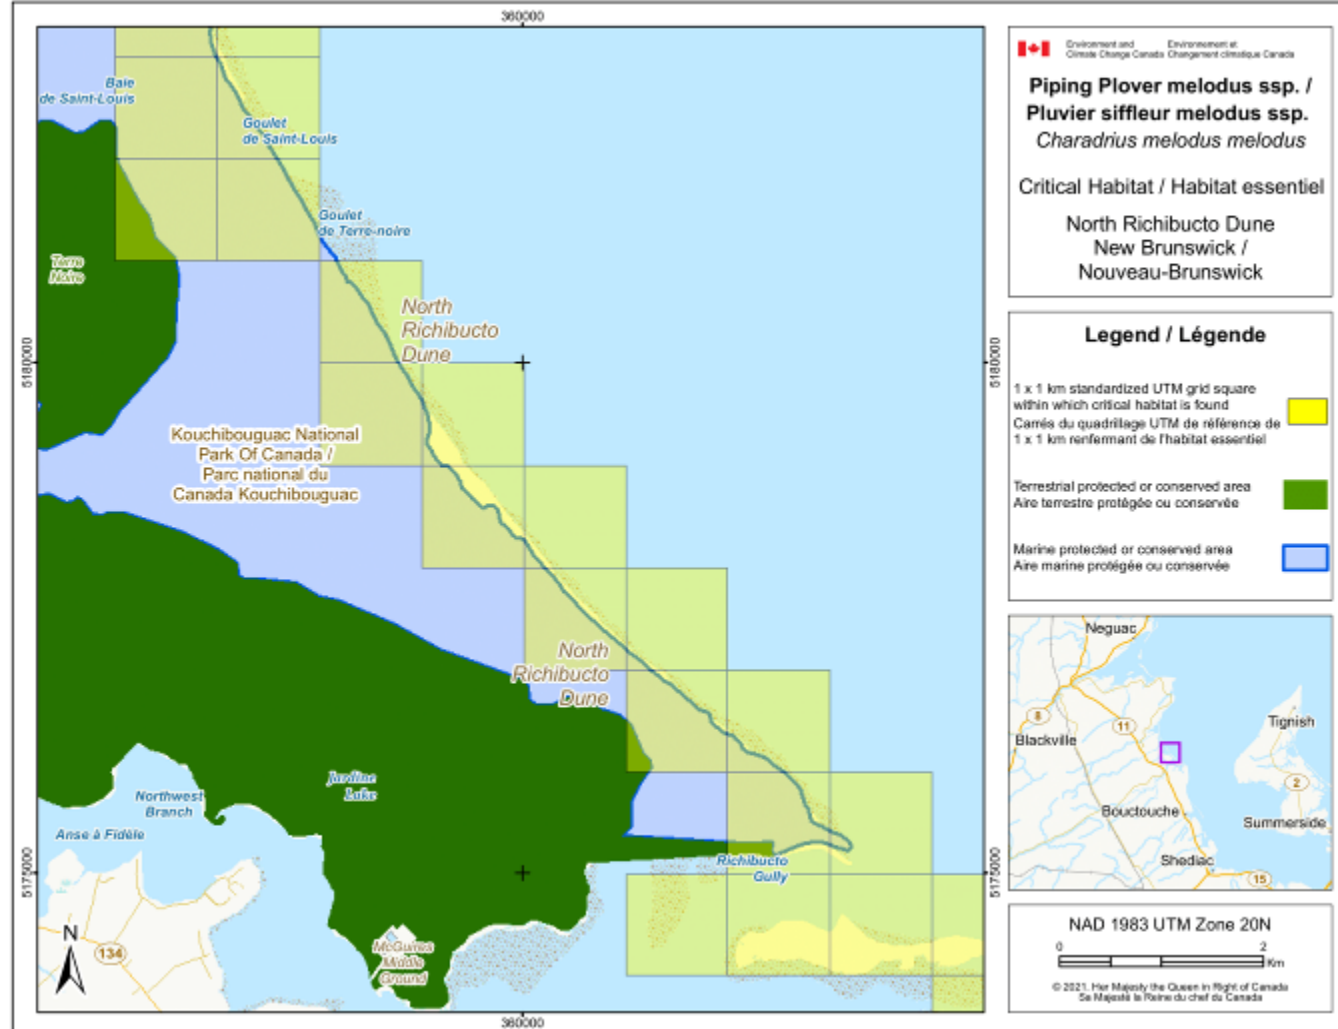 360000
Baie
de Saint-Louis
Goulet
de Saint-Louis
Goulet
de Terre-noire
Terre
Noire
North
Richibucto
Dune
5180000
5180000
Kouchibouguac National
Park Of Canada /
Parc national du
Canada Kouchibouguac
North
Richibucto
Dune
Jardine
Lake
Northwest
Branch
Anse à Fidèle
Richibucto
Gully
5175000
5175000
McGuires
Middle
Ground
N
134
360000
Environment and
Climate Change Canada
Environnement et
Changement climatique Canada
Piping Plover melodus ssp. /
Pluvier siffleur melodus ssp.
Charadrius melodus melodus
Critical Habitat / Habitat essentiel
North Richibucto Dune
New Brunswick /
Nouveau-Brunswick
Legend / Légende
1 x 1 km standardized UTM grid square
within which critical habitat is found
Carrés du quadrillage UTM de référence de
1 x 1 km renfermant de l'habitat essentiel
Terrestrial protected or conserved area
Aire terrestre protégée ou conservée
Marine protected or conserved area
Aire marine protégée ou conservée
Neguac
8
11
Blackville
Tignish
2
Bouctouche
Summerside
Shediac
15
NAD 1983 UTM Zone 20N
0 2
Km
© 2021. Her Majesty the Queen in Right of Canada
Sa Majesté la Reine du chef du Canada